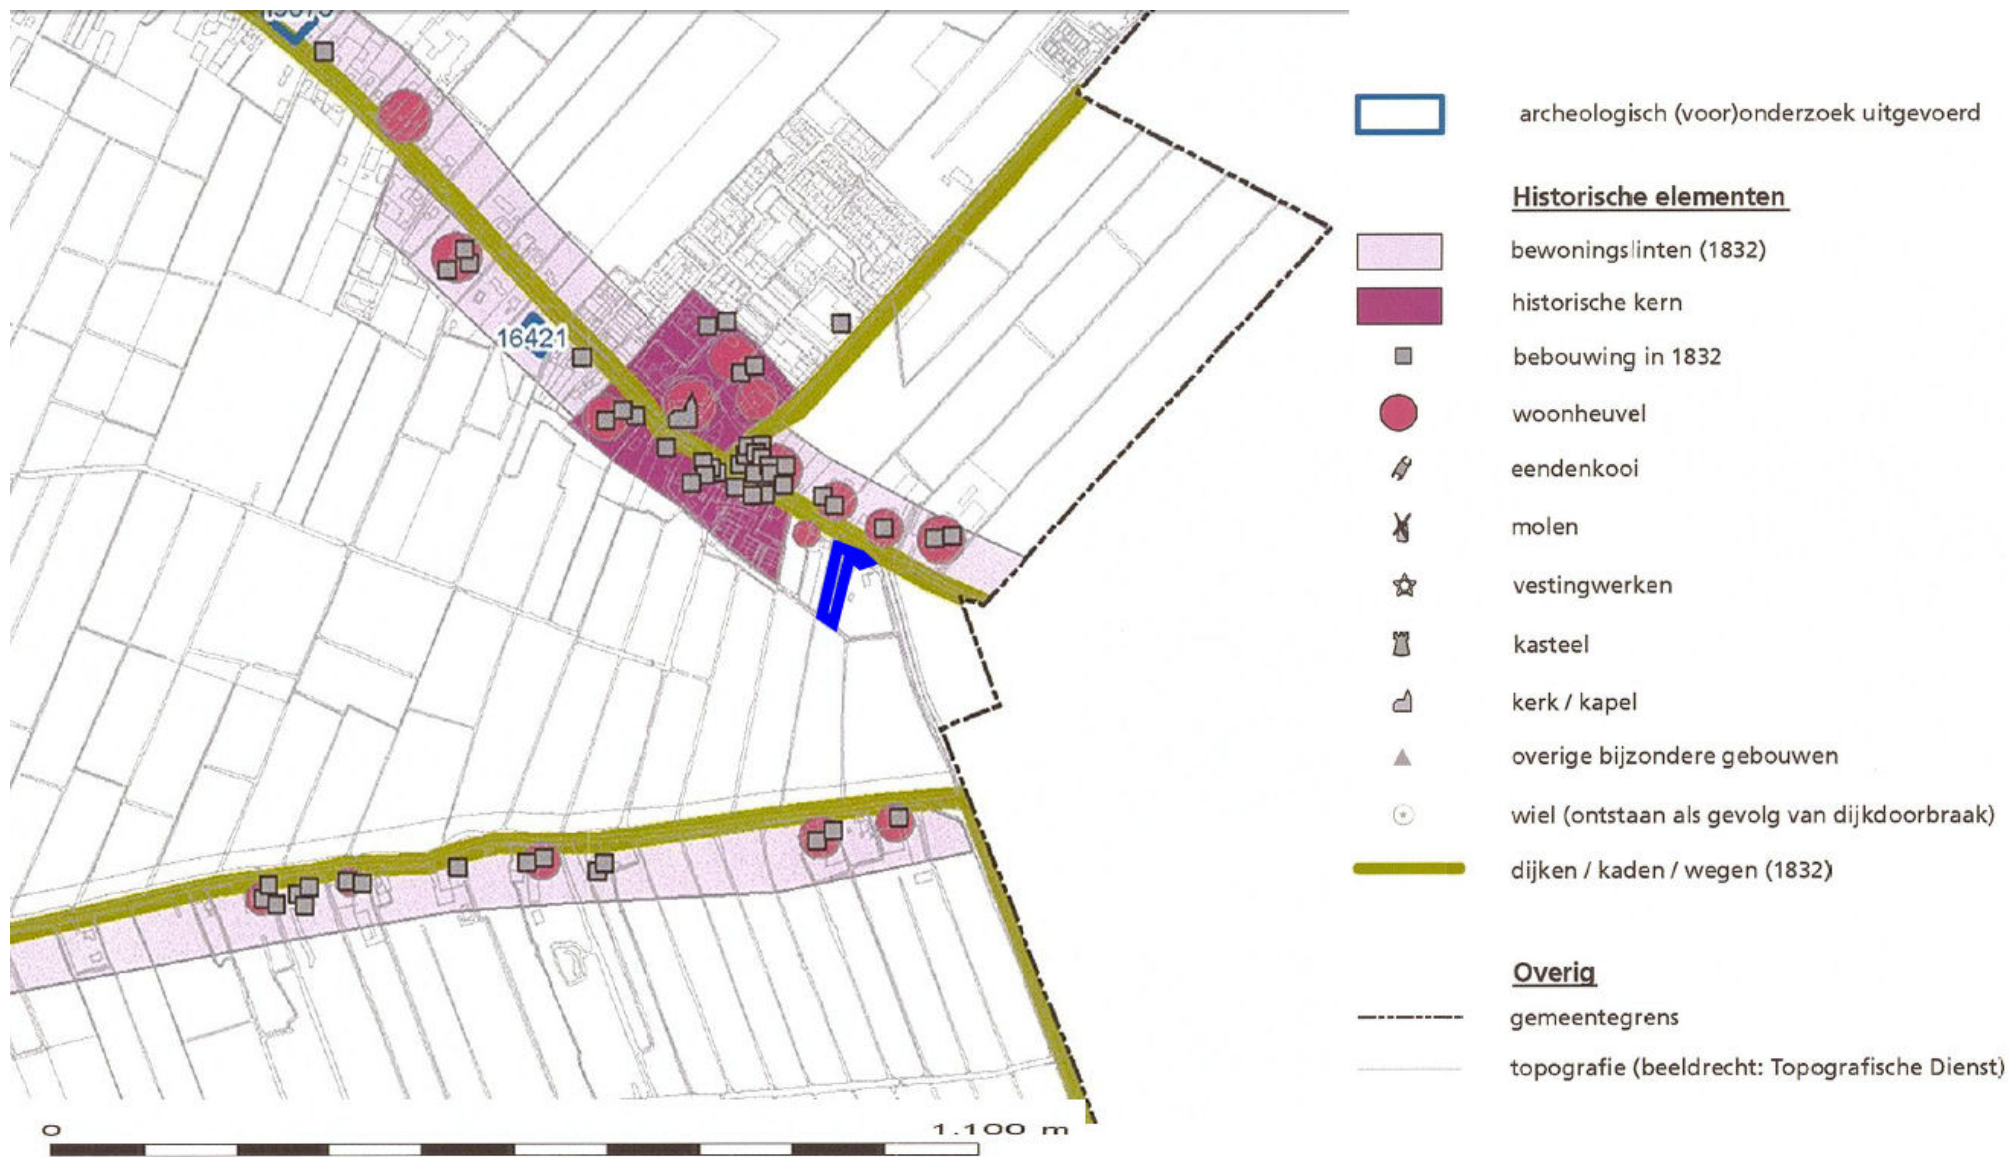 16421
archeologisch (voor)onderzoek uitgevoerd
Historische elementen
bewoningslinten (1832)
historische kern
bebouwing in 1832
woonheuvel
eendenkooi
molen
vestingwerken
kasteel
kerk / kapel
overige bijzondere gebouwen
wiel (ontstaan als gevolg van dijkdoorbraak)
dijken / kaden / wegen (1832)
Overig
gemeentegrens
topografie (beeldrecht: Topografische Dienst)
0
1.100 m